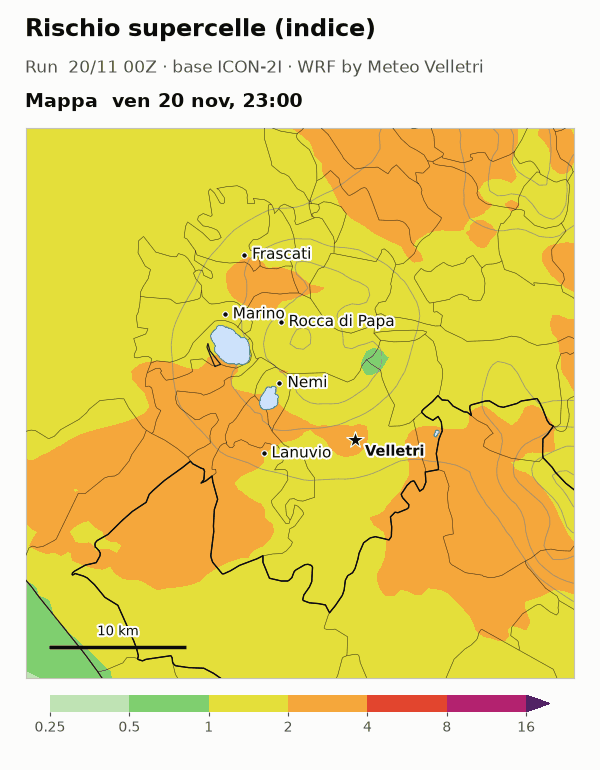 Rischio supercelle (indice)
Run  20/11 00Z · base ICON-2I · WRF by Meteo Velletri
Mappa  ven 20 nov, 23:00
Frascati
Marino
Rocca di Papa
Nemi
Velletri
Lanuvio
10 km
0.25 0.5 1 2 4 8 16